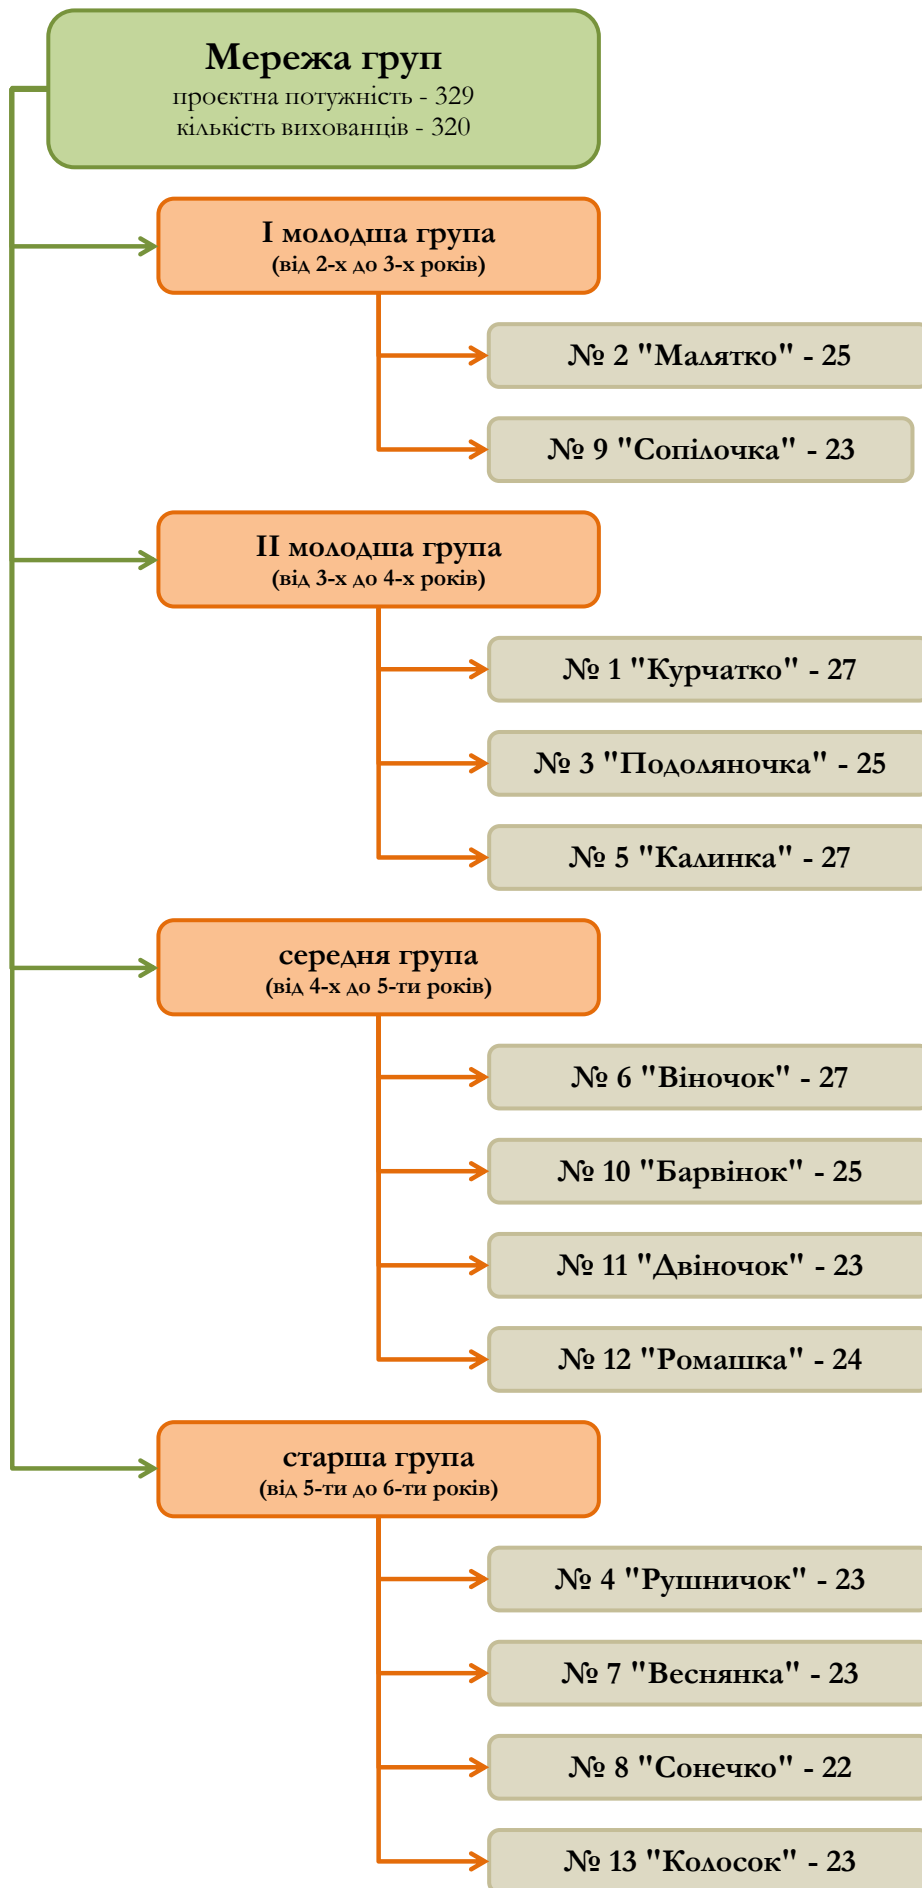 Мережа груп
проєктна потужність - 329
кількість вихованців - 320
І молодша група
(від 2-х до 3-х років)
№ 2 "Малятко" - 25
№ 9 "Сопілочка" - 23
ІІ молодша група
(від 3-х до 4-х років)
№ 1 "Курчатко" - 27
№ 3 "Подоляночка" - 25
№ 5 "Калинка" - 27
середня група
(від 4-х до 5-ти років)
№ 6 "Віночок" - 27
№ 10 "Барвінок" - 25
№ 11 "Двіночок" - 23
№ 12 "Ромашка" - 24
старша група
(від 5-ти до 6-ти років)
№ 4 "Рушничок" - 23
№ 7 "Веснянка" - 23
№ 8 "Сонечко" - 22
№ 13 "Колосок" - 23